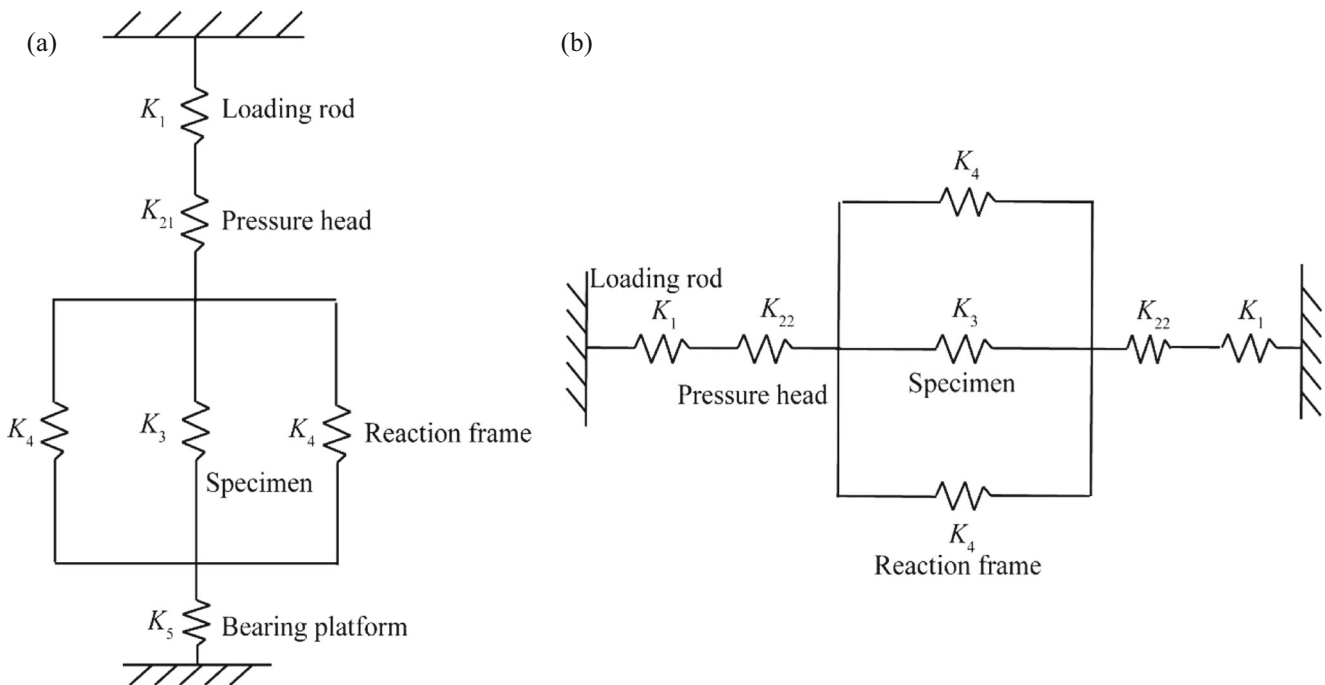 (a)
K₁ Loading rod
K₂₁ Pressure head
K₄ K₃ K₄ Reaction frame
Specimen
K₅ Bearing platform
(b)
K₄
Loading rod
K₁ K₂₂ K₃ K₂₂ K₁
Pressure head Specimen
K₄
Reaction frame